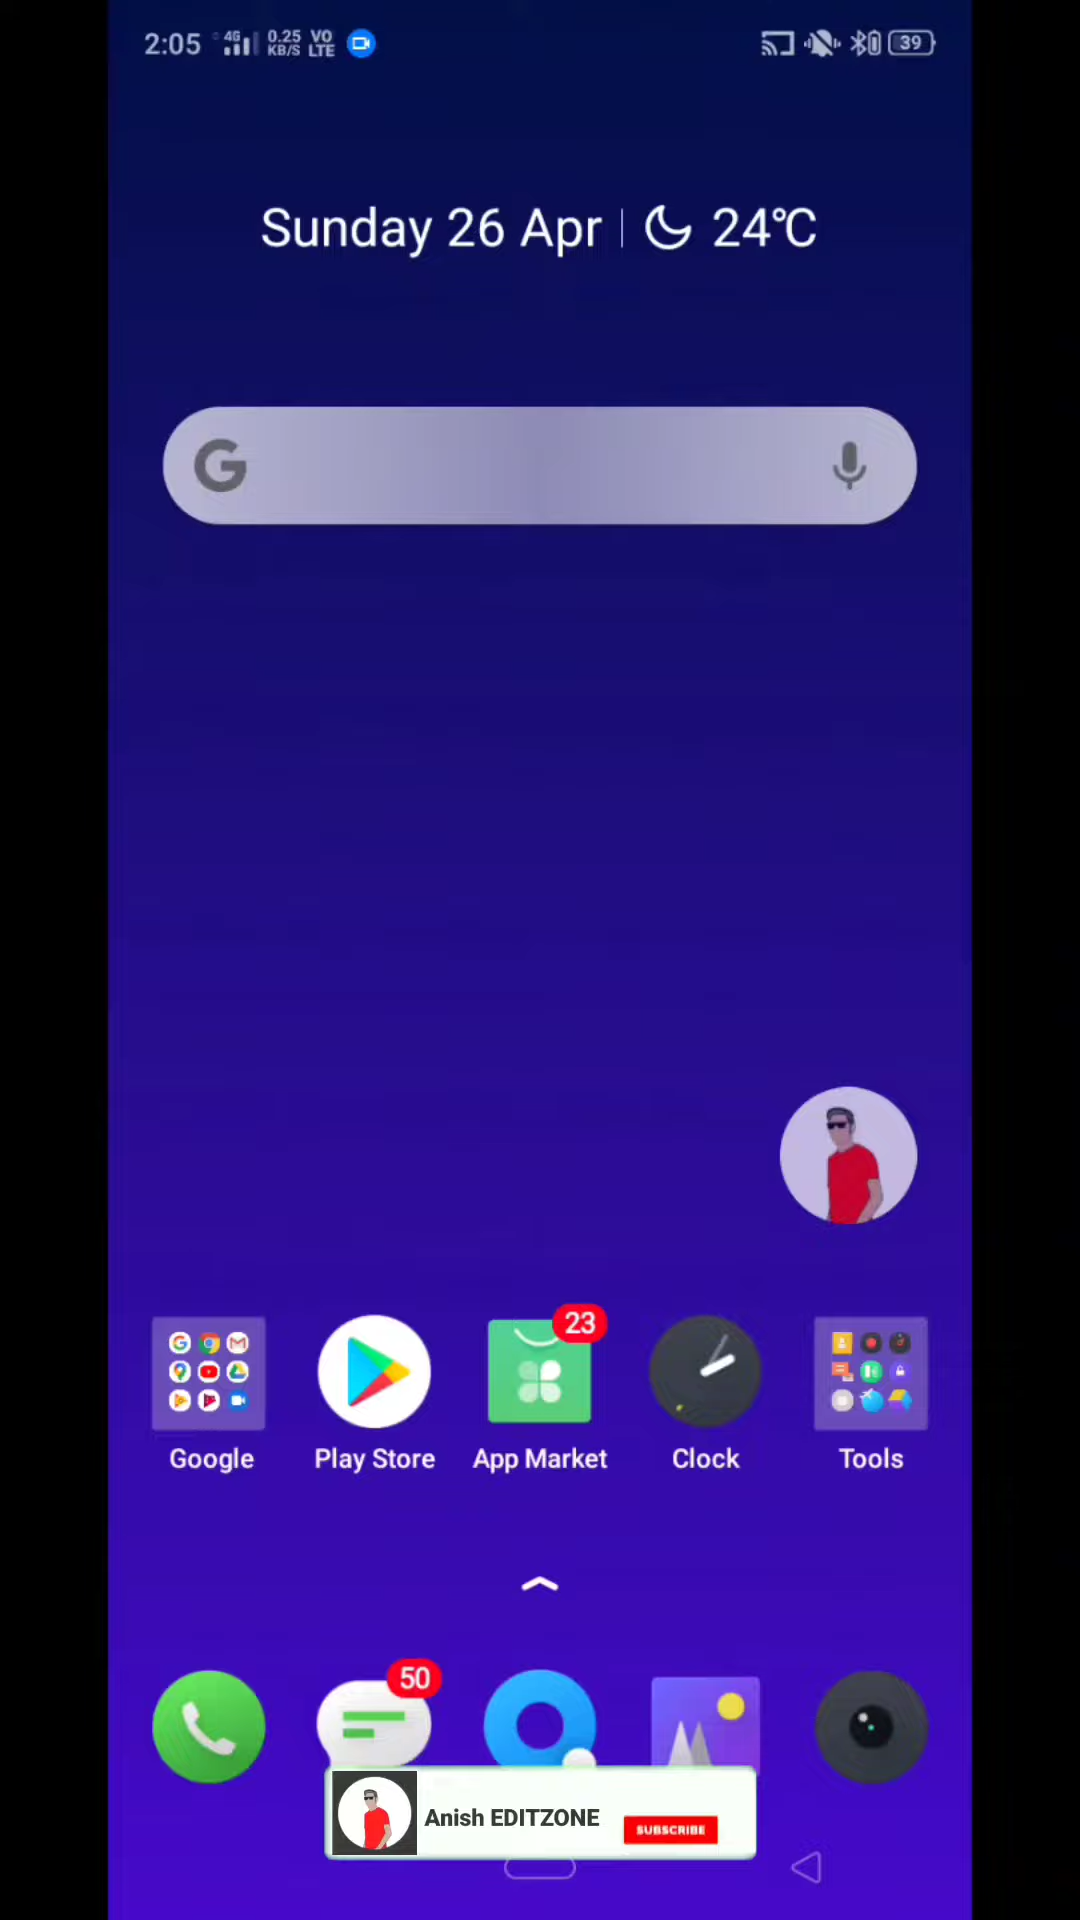 2:05 4G 0.25 KB/S VO LTE 39
Sunday 26 Apr | 24°C
G
23
Google Play Store App Market Clock Tools
50
Anish EDITZONE SUBSCRIBE